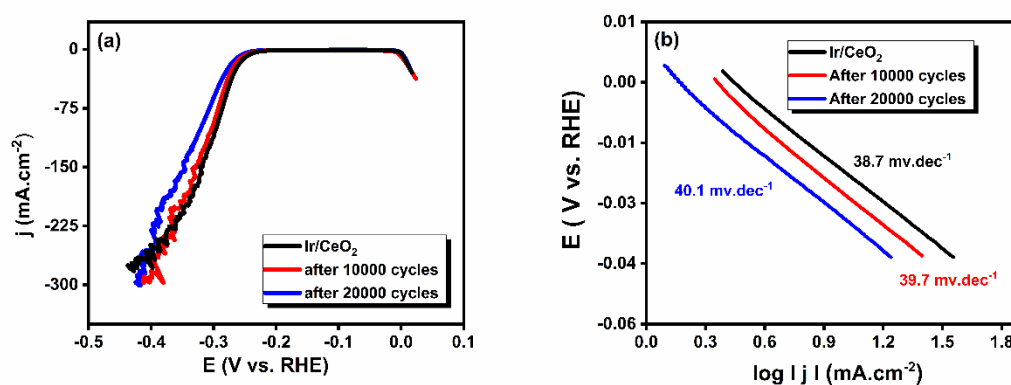 (a)
0
-75
-150
-225
-300
j (mA.cm⁻²)
Ir/CeO₂
after 10000 cycles
after 20000 cycles
-0.5
-0.4
-0.3
-0.2
-0.1
0.0
0.1
E (V vs. RHE)
(b)
0.01
0.00
-0.01
-0.03
-0.04
-0.06
E ( V vs. RHE)
Ir/CeO₂
After 10000 cycles
After 20000 cycles
38.7 mv.dec⁻¹
40.1 mv.dec⁻¹
39.7 mv.dec⁻¹
0.0
0.3
0.6
0.9
1.2
1.5
1.8
log I j I (mA.cm⁻²)